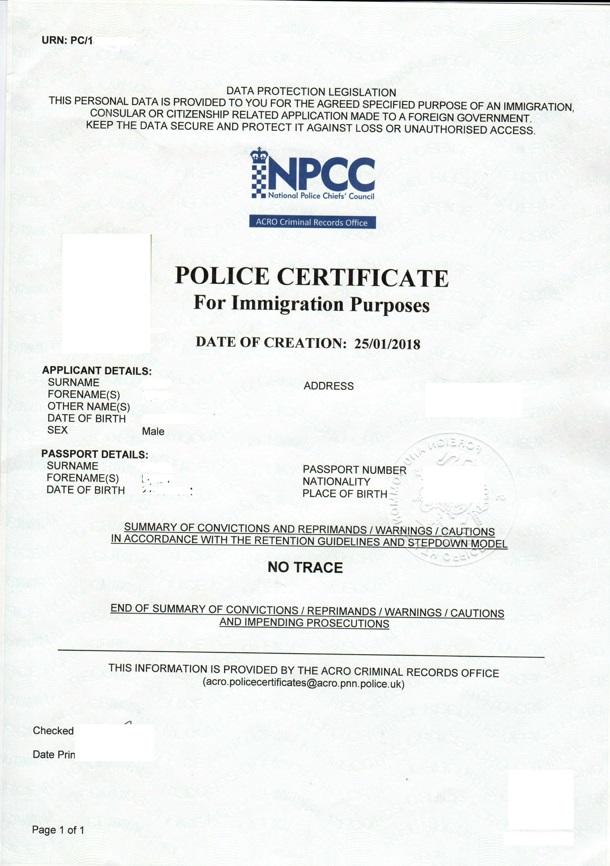 URN: PC/1
DATA PROTECTION LEGISLATION
THIS PERSONAL DATA IS PROVIDED TO YOU FOR THE AGREED SPECIFIED PURPOSE OF AN IMMIGRATION,
CONSULAR OR CITIZENSHIP RELATED APPLICATION MADE TO A FOREIGN GOVERNMENT.
KEEP THE DATA SECURE AND PROTECT IT AGAINST LOSS OR UNAUTHORISED ACCESS.
NPCC
National Police Chiefs' Council
ACRO Criminal Records Office
POLICE CERTIFICATE
For Immigration Purposes
DATE OF CREATION: 25/01/2018
APPLICANT DETAILS:
SURNAME
FORENAME(S)
OTHER NAME(S)
DATE OF BIRTH
SEX Male
ADDRESS
PASSPORT DETAILS:
SURNAME
FORENAME(S)
DATE OF BIRTH
PASSPORT NUMBER
NATIONALITY
PLACE OF BIRTH
SUMMARY OF CONVICTIONS AND REPRIMANDS / WARNINGS / CAUTIONS
IN ACCORDANCE WITH THE RETENTION GUIDELINES AND STEPDOWN MODEL
NO TRACE
END OF SUMMARY OF CONVICTIONS / REPRIMANDS / WARNINGS / CAUTIONS
AND IMPENDING PROSECUTIONS
THIS INFORMATION IS PROVIDED BY THE ACRO CRIMINAL RECORDS OFFICE
(acro.policecertificates@acro.pnn.police.uk)
Checked
Date Prin
Page 1 of 1